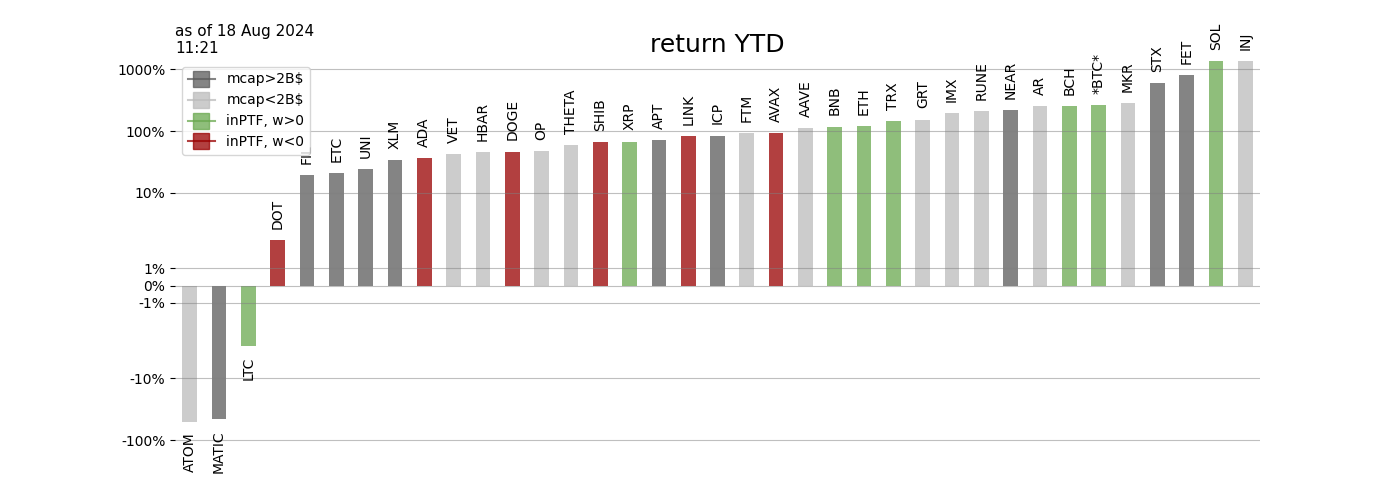 as of 18 Aug 2024
11:21
return YTD
mcap>2B$
mcap<2B$
inPTF, w>0
inPTF, w<0
1000%
100%
10%
1%
0%
-1%
-10%
-100%
ATOM
MATIC
LTC
DOT
ETC
UNI
XLM
ADA
VET
HBAR
DOGE
OP
THETA
SHIB
XRP
APT
LINK
ICP
FTM
AVAX
AAVE
BNB
ETH
TRX
GRT
IMX
RUNE
NEAR
AR
BCH
*BTC*
MKR
STX
FET
SOL
INJ